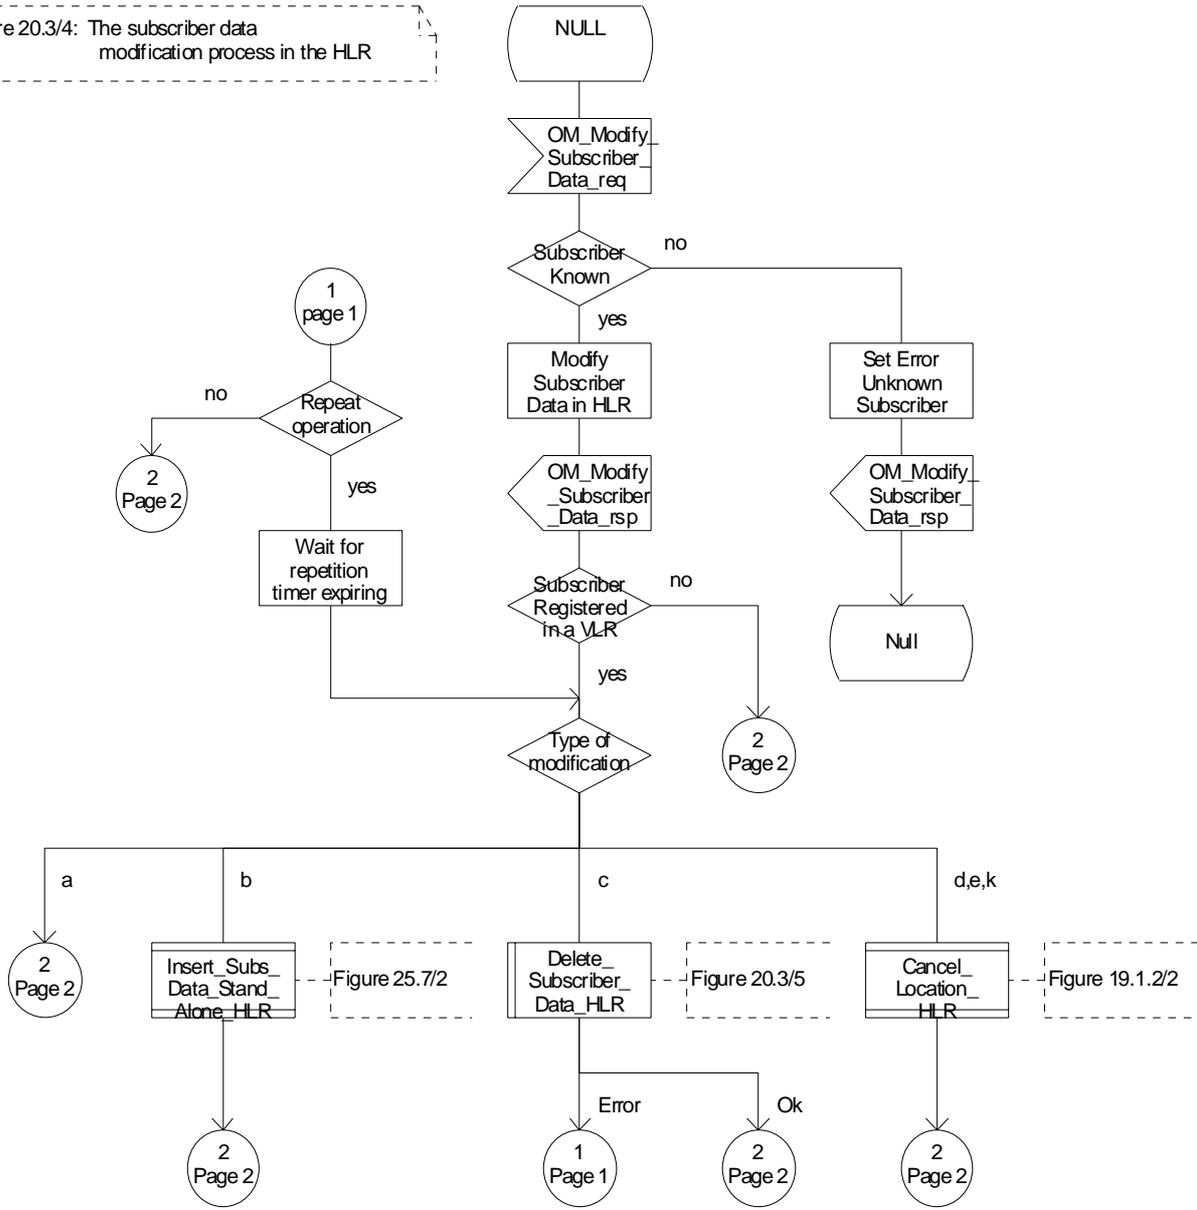 re 20.3/4: The subscriber data
modification process in the HLR
NULL
OM_Modify_
Subscriber_
Data_req
Subscriber
Known
no
yes
1
page 1
Repeat
operation
no
yes
2
Page 2
Wait for
repetition
timer expiring
Modify
Subscriber
Data in HLR
Set Error
Unknown
Subscriber
OM_Modify
_Subscriber
_Data_rsp
OM_Modify_
Subscriber_
Data_rsp
Subscriber
Registered
in a VLR
no
yes
Null
Type of
modification
2
Page 2
a
b
c
d,e,k
2
Page 2
Insert_Subs_
Data_Stand_
Alone_HLR
Figure 25.7/2
Delete_
Subscriber_
Data_HLR
Figure 20.3/5
Cancel_
Location_
HLR
Figure 19.1.2/2
Error
Ok
2
Page 2
1
Page 1
2
Page 2
2
Page 2